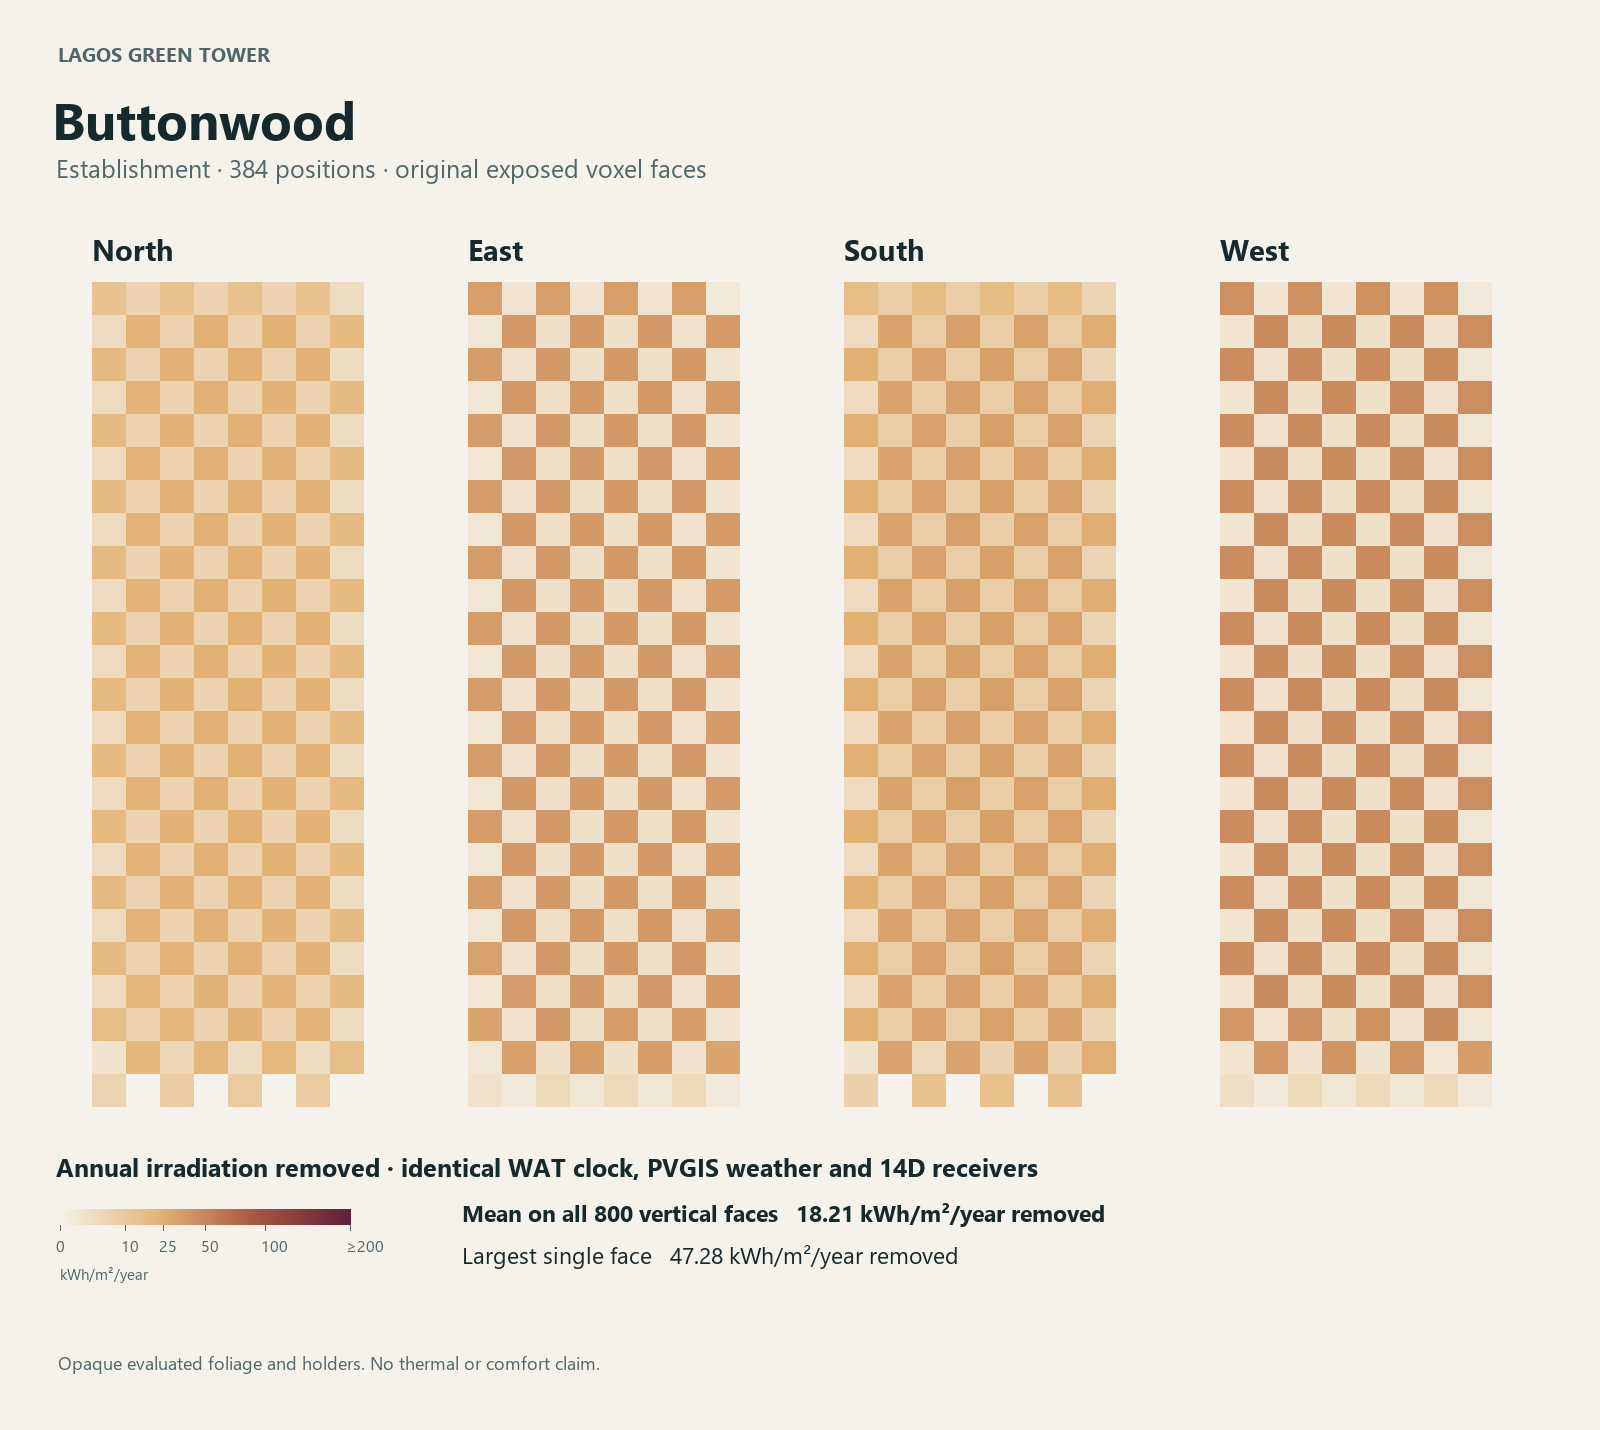 LAGOS GREEN TOWER
Buttonwood
Establishment · 384 positions · original exposed voxel faces
North East South West
Annual irradiation removed · identical WAT clock, PVGIS weather and 14D receivers
Mean on all 800 vertical faces 18.21 kWh/m²/year removed
0 10 25 50 100 ≥200
Largest single face 47.28 kWh/m²/year removed
kWh/m²/year
Opaque evaluated foliage and holders. No thermal or comfort claim.